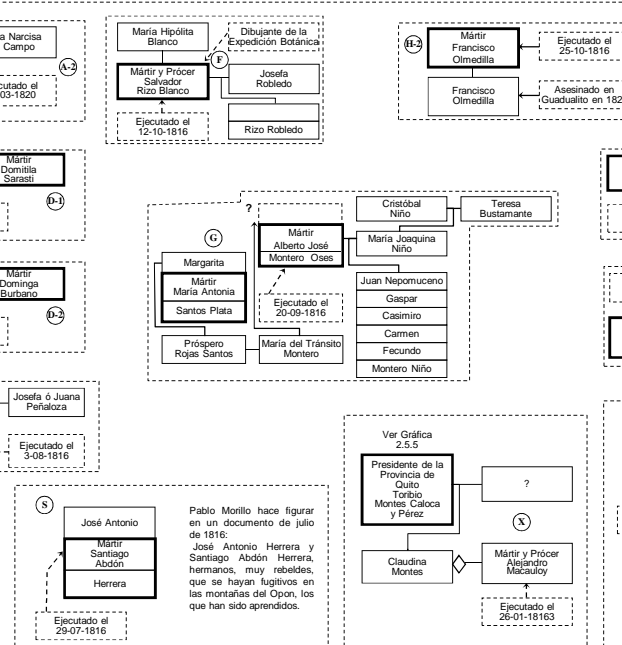 a Narcisa
Campo
A-2
cutado el
03-1820
María Hipólita
Blanco
Dibujante de la
Expedición Botánica
F
Mártir y Prócer
Salvador
Rizo Blanco
Josefa
Robledo
Rizo Robledo
Ejecutado el
12-10-1816
H-2
Mártir
Francisco
Olmedilla
Ejecutado el
25-10-1816
Francisco
Olmedilla
Asesinado en
Guadualito en 182
Mártir
Domitila
Sarasti
D-1
Mártir
Dominga
Burbano
D-2
?
G
Cristóbal
Niño
Teresa
Bustamante
Mártir
Alberto José
Montero Oses
María Joaquina
Niño
Margarita
Mártir
María Antonia
Santos Plata
Ejecutado el
20-09-1816
Juan Nepomuceno
Gaspar
Casimiro
Carmen
Fecundo
Montero Niño
Próspero
Rojas Santos
María del Tránsito
Montero
Josefa ó Juana
Peñaloza
Ejecutado el
3-08-1816
Ver Gráfica
2.5.5
Presidente de la
Provincia de
Quito
Toribio
Montes Caloca
y Pérez
?
X
Claudina
Montes
Mártir y Prócer
Alejandro
Macauloy
Ejecutado el
26-01-18163
S
José Antonio
Mártir
Santiago
Abdón
Herrera
Ejecutado el
29-07-1816
Pablo Morillo hace figurar
en un documento de julio
de 1816:
José Antonio Herrera y
Santiago Abdón Herrera,
hermanos, muy rebeldes,
que se hayan fugitivos en
las montañas del Opon, los
que han sido aprendidos.